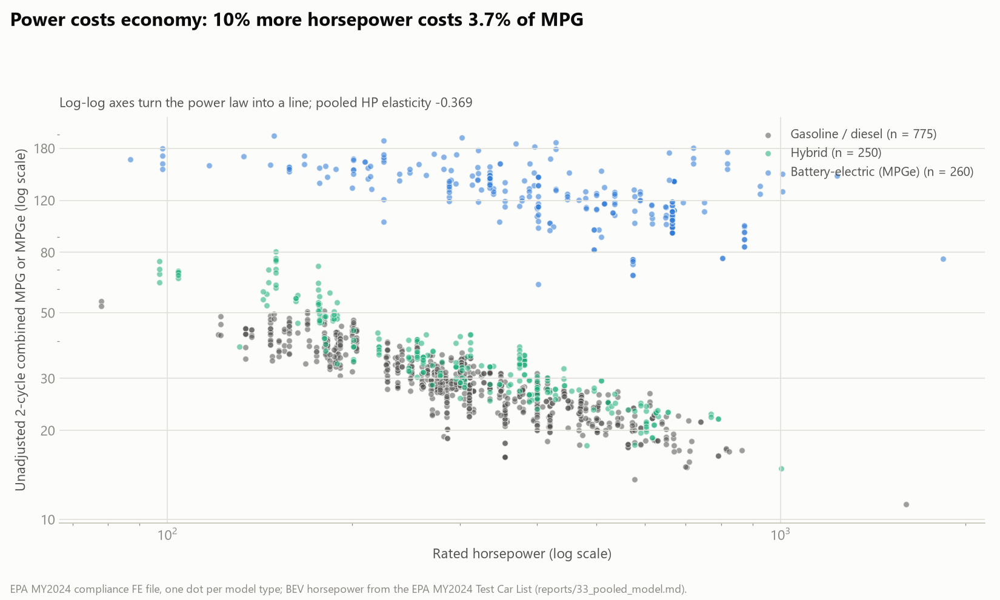 Power costs economy: 10% more horsepower costs 3.7% of MPG
Log-log axes turn the power law into a line; pooled HP elasticity -0.369
Unadjusted 2-cycle combined MPG or MPGe (log scale)
180
120
80
50
30
20
10
Gasoline / diesel (n = 775)
Hybrid (n = 250)
Battery-electric (MPGe) (n = 260)
10²
10³
Rated horsepower (log scale)
EPA MY2024 compliance FE file, one dot per model type; BEV horsepower from the EPA MY2024 Test Car List (reports/33_pooled_model.md).